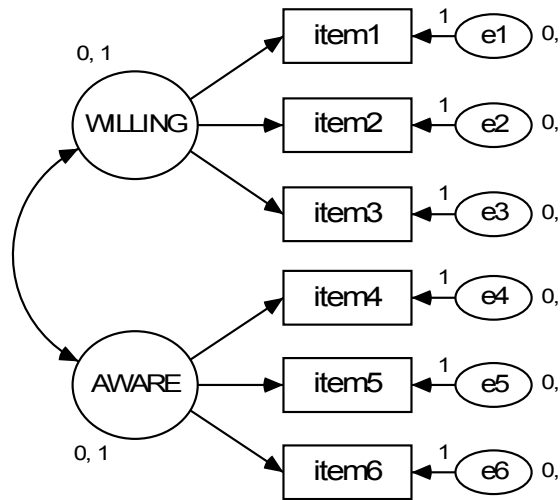 1
item1
e1
0,
0, 1
WILLING
1
item2
e2
0,
1
item3
e3
0,
1
item4
e4
0,
AWARE
0, 1
1
item5
e5
0,
1
item6
e6
0,